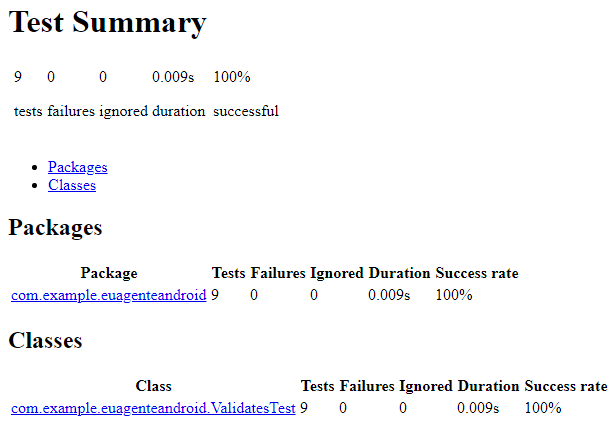 Test Summary
9 0 0 0.009s 100%
tests failures ignored duration successful
Packages
Classes
Packages
Package Tests Failures Ignored Duration Success rate
com.example.euagenteandroid 9 0 0 0.009s 100%
Classes
Class Tests Failures Ignored Duration Success rate
com.example.euagenteandroid.ValidatesTest 9 0 0 0.009s 100%